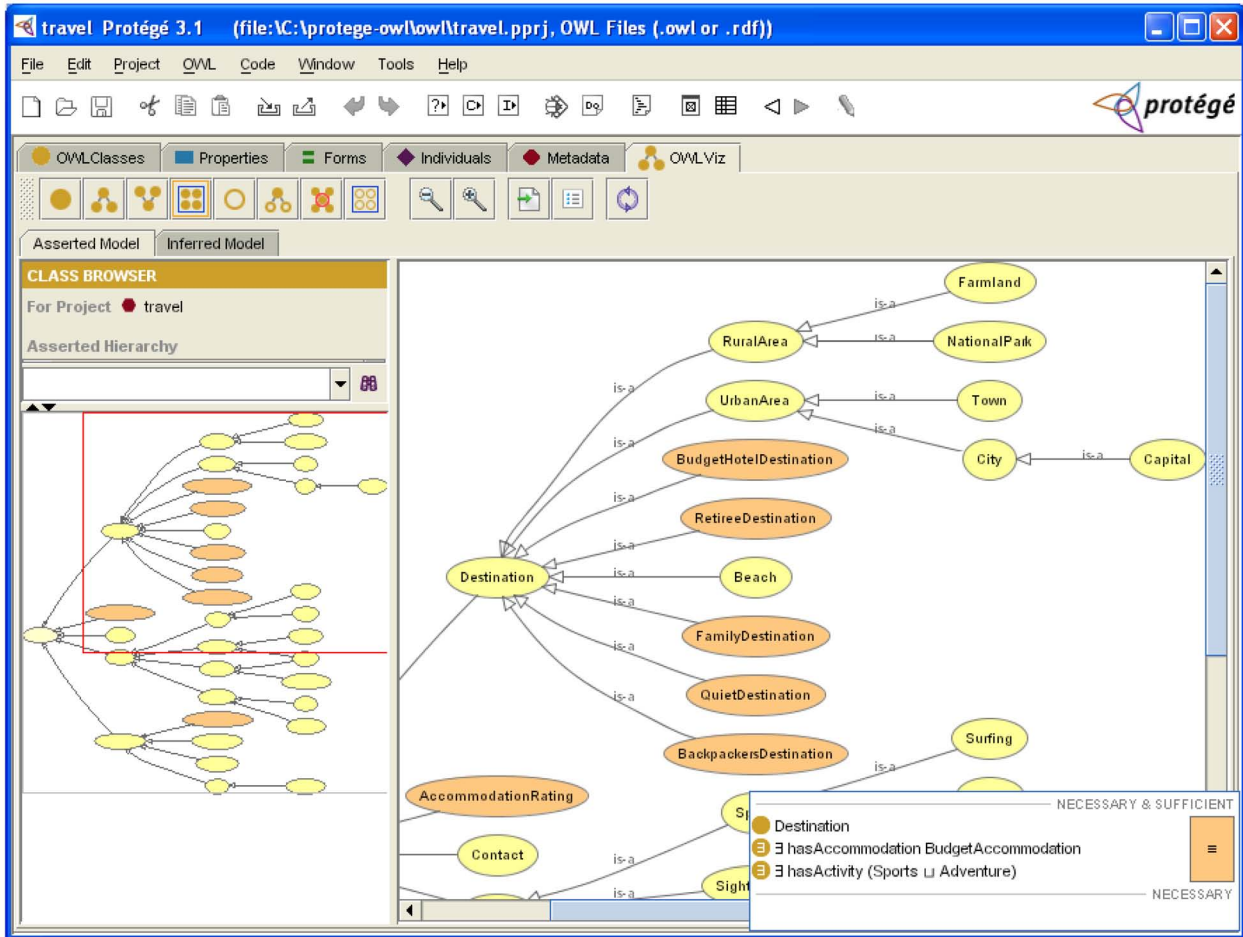 travel Protégé 3.1 (file:\C:\protege-owl\owl\travel.pprj, OWL Files (.owl or .rdf))
File Edit Project OWL Code Window Tools Help
protégé
OWLClasses Properties Forms Individuals Metadata OWLViz
Asserted Model Inferred Model
CLASS BROWSER
For Project travel
Asserted Hierarchy
Farmland
is-a
RuralArea is-a NationalPark
is-a
UrbanArea is-a Town
is-a is-a
BudgetHotelDestination City is-a Capital
is-a
RetireeDestination
is-a
Destination is-a Beach
is-a
FamilyDestination
is-a
QuietDestination
is-a
BackpackersDestination
Surfing
is-a
AccommodationRating
Sp
Contact
is-a
Sight
is-a
NECESSARY & SUFFICIENT
Destination
∃ hasAccommodation BudgetAccommodation
∃ hasActivity (Sports ⊔ Adventure)
≡
NECESSARY